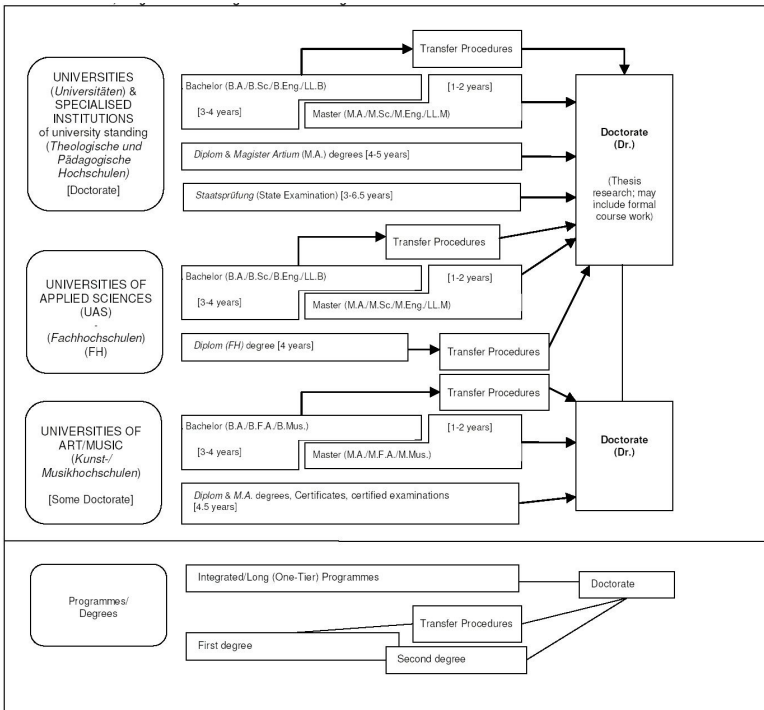 Transfer Procedures
UNIVERSITIES
(Universitäten) &
SPECIALISED
INSTITUTIONS
of university standing
(Theologische und
Pädagogische
Hochschulen)
[Doctorate]
Bachelor (B.A./B.Sc./B.Eng./LL.B)
[3-4 years]
[1-2 years]
Master (M.A./M.Sc./M.Eng./LL.M)
Diplom & Magister Artium (M.A.) degrees [4-5 years]
Staatsprüfung (State Examination) [3-6.5 years]
Doctorate
(Dr.)
(Thesis
research; may
include formal
course work)
Transfer Procedures
UNIVERSITIES OF
APPLIED SCIENCES
(UAS)
-
(Fachhochschulen)
(FH)
Bachelor (B.A./B.Sc./B.Eng./LL.B)
[3-4 years]
[1-2 years]
Master (M.A./M.Sc./M.Eng./LL.M)
Diplom (FH) degree [4 years]
Transfer Procedures
Transfer Procedures
UNIVERSITIES OF
ART/MUSIC
(Kunst-/
Musikhochschulen)
[Some Doctorate]
Bachelor (B.A./B.F.A./B.Mus.)
[3-4 years]
[1-2 years]
Master (M.A./M.F.A./M.Mus.)
Diplom & M.A. degrees, Certificates, certified examinations
[4.5 years]
Doctorate
(Dr.)
Programmes/
Degrees
Integrated/Long (One-Tier) Programmes
Doctorate
Transfer Procedures
First degree
Second degree